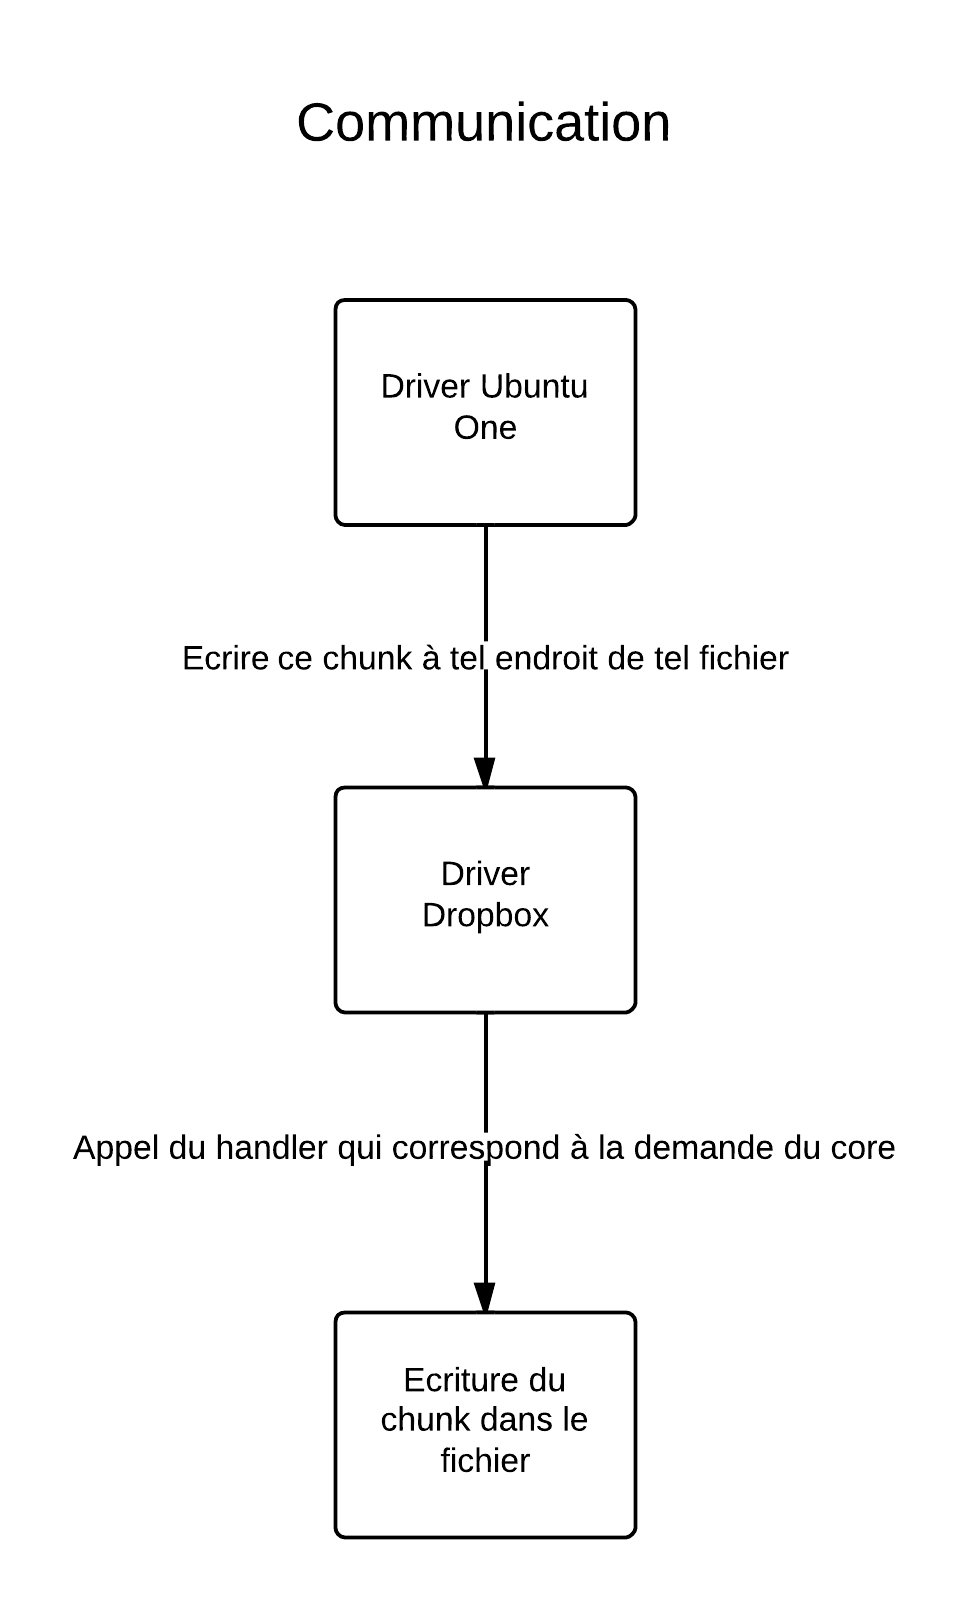 Communication
Driver Ubuntu
One
Ecrire ce chunk à tel endroit de tel fichier
Driver
Dropbox
Appel du handler qui correspond à la demande du core
Ecriture du
chunk dans le
fichier